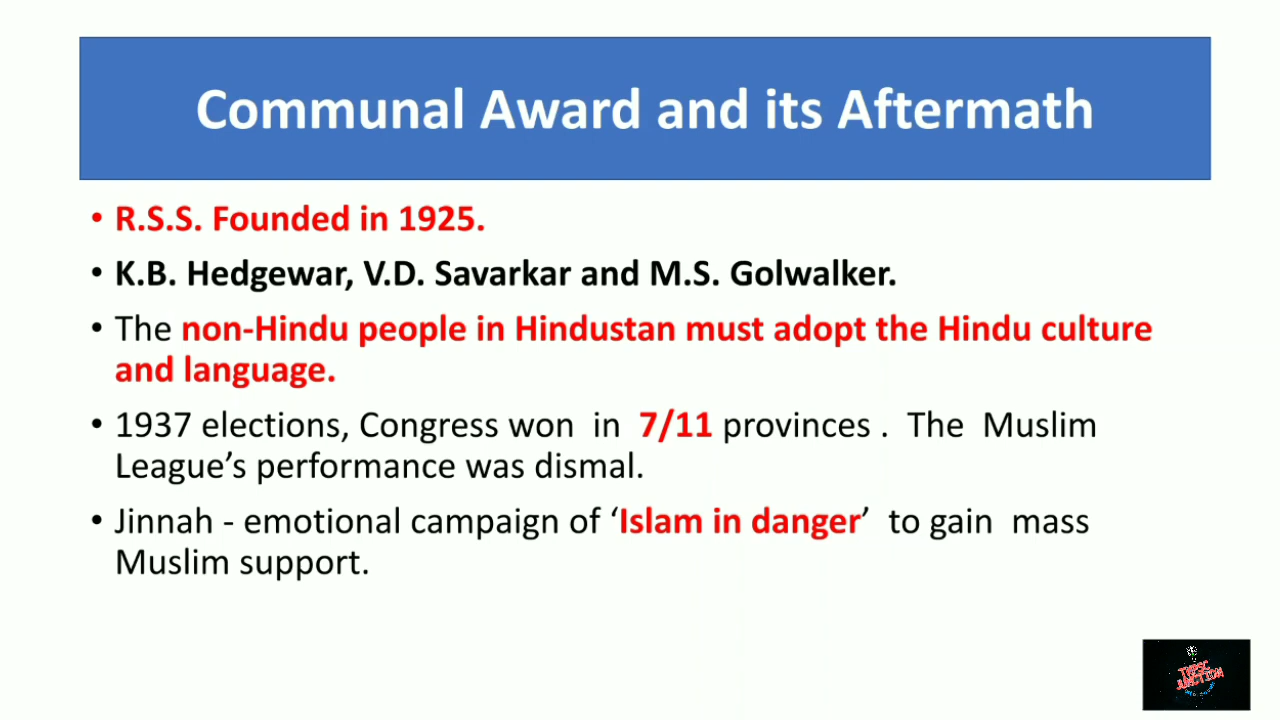 Communal Award and its Aftermath
• R.S.S. Founded in 1925.
• K.B. Hedgewar, V.D. Savarkar and M.S. Golwalker.
• The non-Hindu people in Hindustan must adopt the Hindu culture
and language.
• 1937 elections, Congress won in 7/11 provinces . The Muslim
League’s performance was dismal.
• Jinnah - emotional campaign of ‘Islam in danger’ to gain mass
Muslim support.
TNPSC
JUNCTION